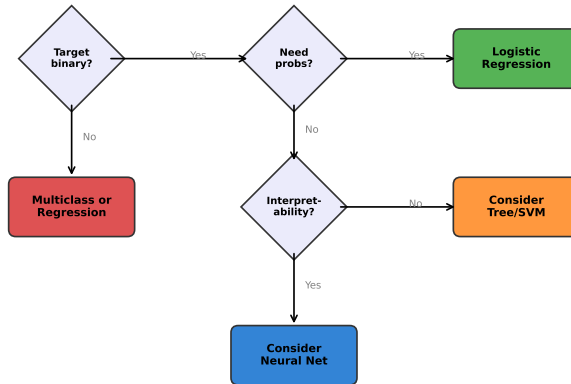 Target
binary?
Yes
Need
probs?
Yes
Logistic
Regression
No
No
Multiclass or
Regression
Interpret-
ability?
No
Consider
Tree/SVM
Yes
Consider
Neural Net